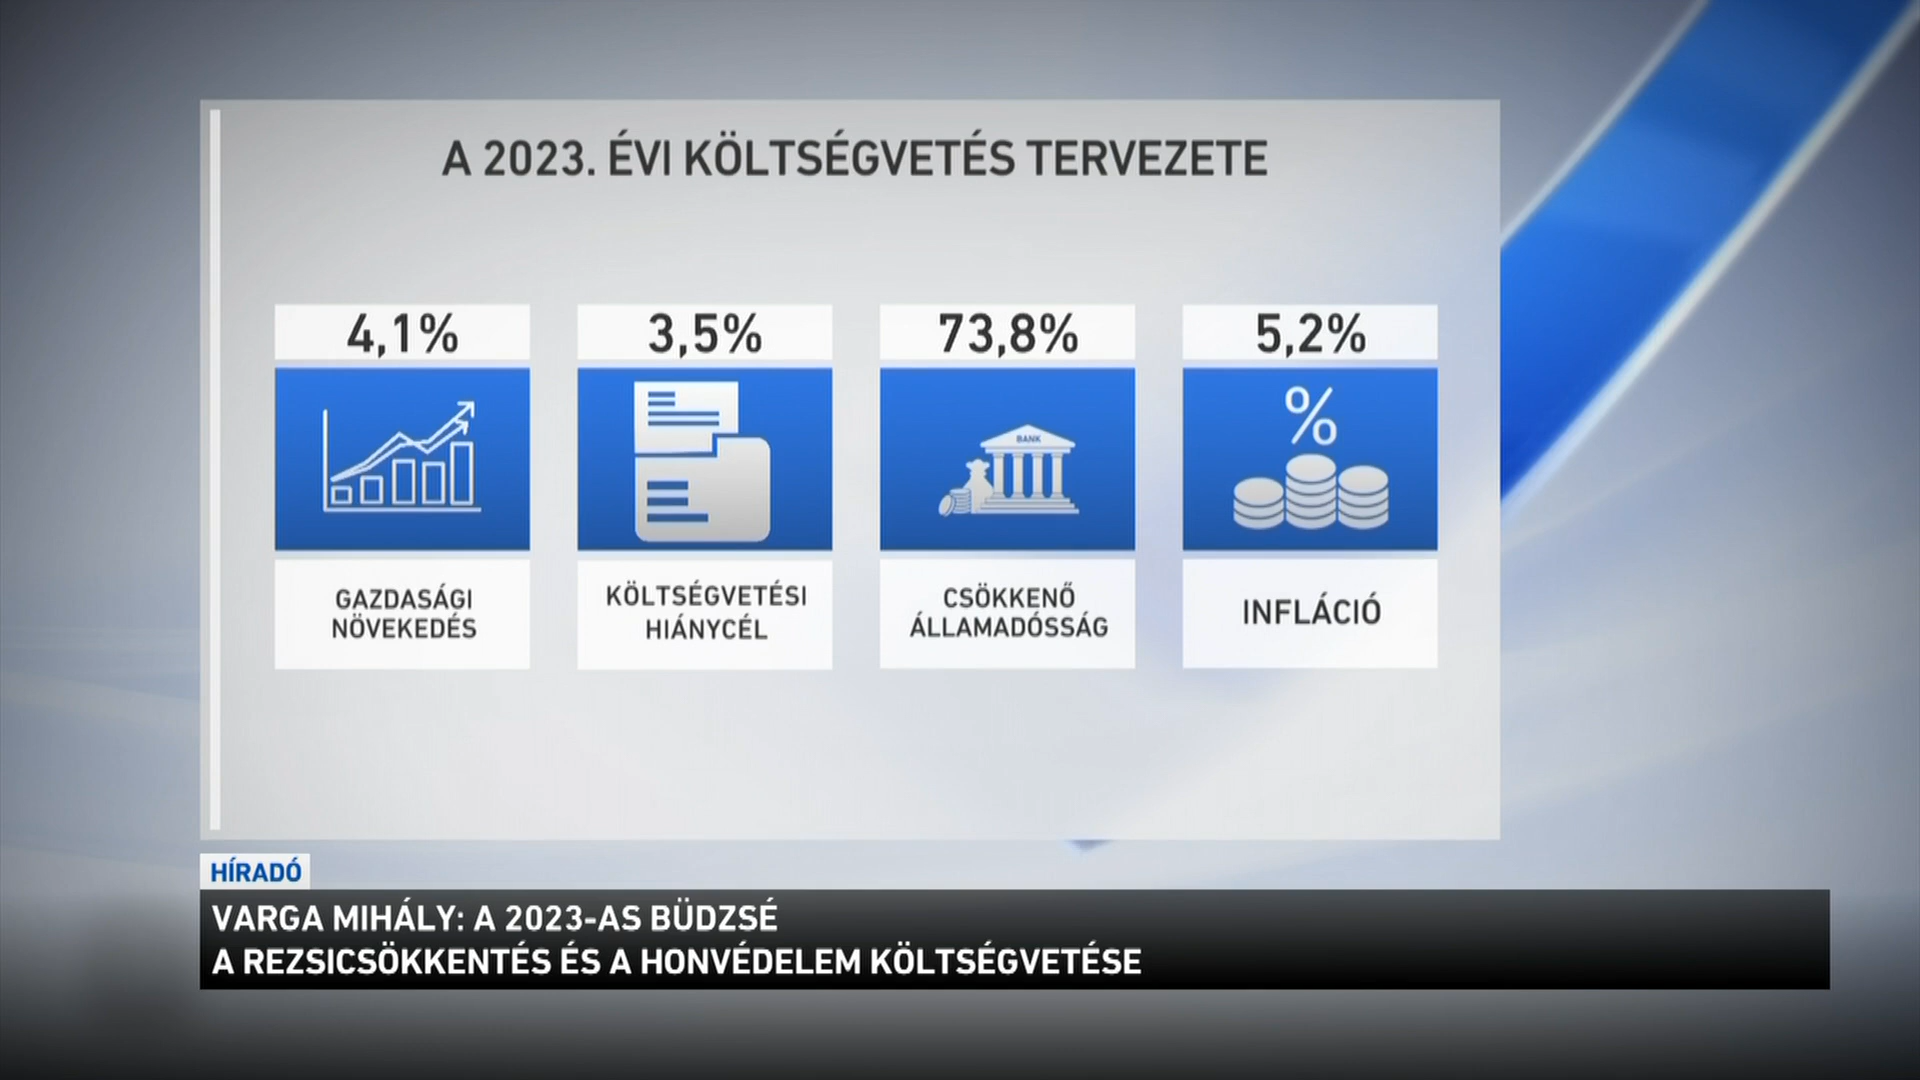 A 2023. ÉVI KÖLTSÉGVETÉS TERVEZETE
4,1%
GAZDASÁGI
NÖVEKEDÉS
3,5%
KÖLTSÉGVETÉSI
HIÁNYCÉL
73,8%
BANK
CSÖKKENŐ
ÁLLAMADÓSSÁG
5,2%
%
INFLÁCIÓ
HÍRADÓ
VARGA MIHÁLY: A 2023-AS BÜDZSÉ
A REZSICSÖKKENTÉS ÉS A HONVÉDELEM KÖLTSÉGVETÉSE